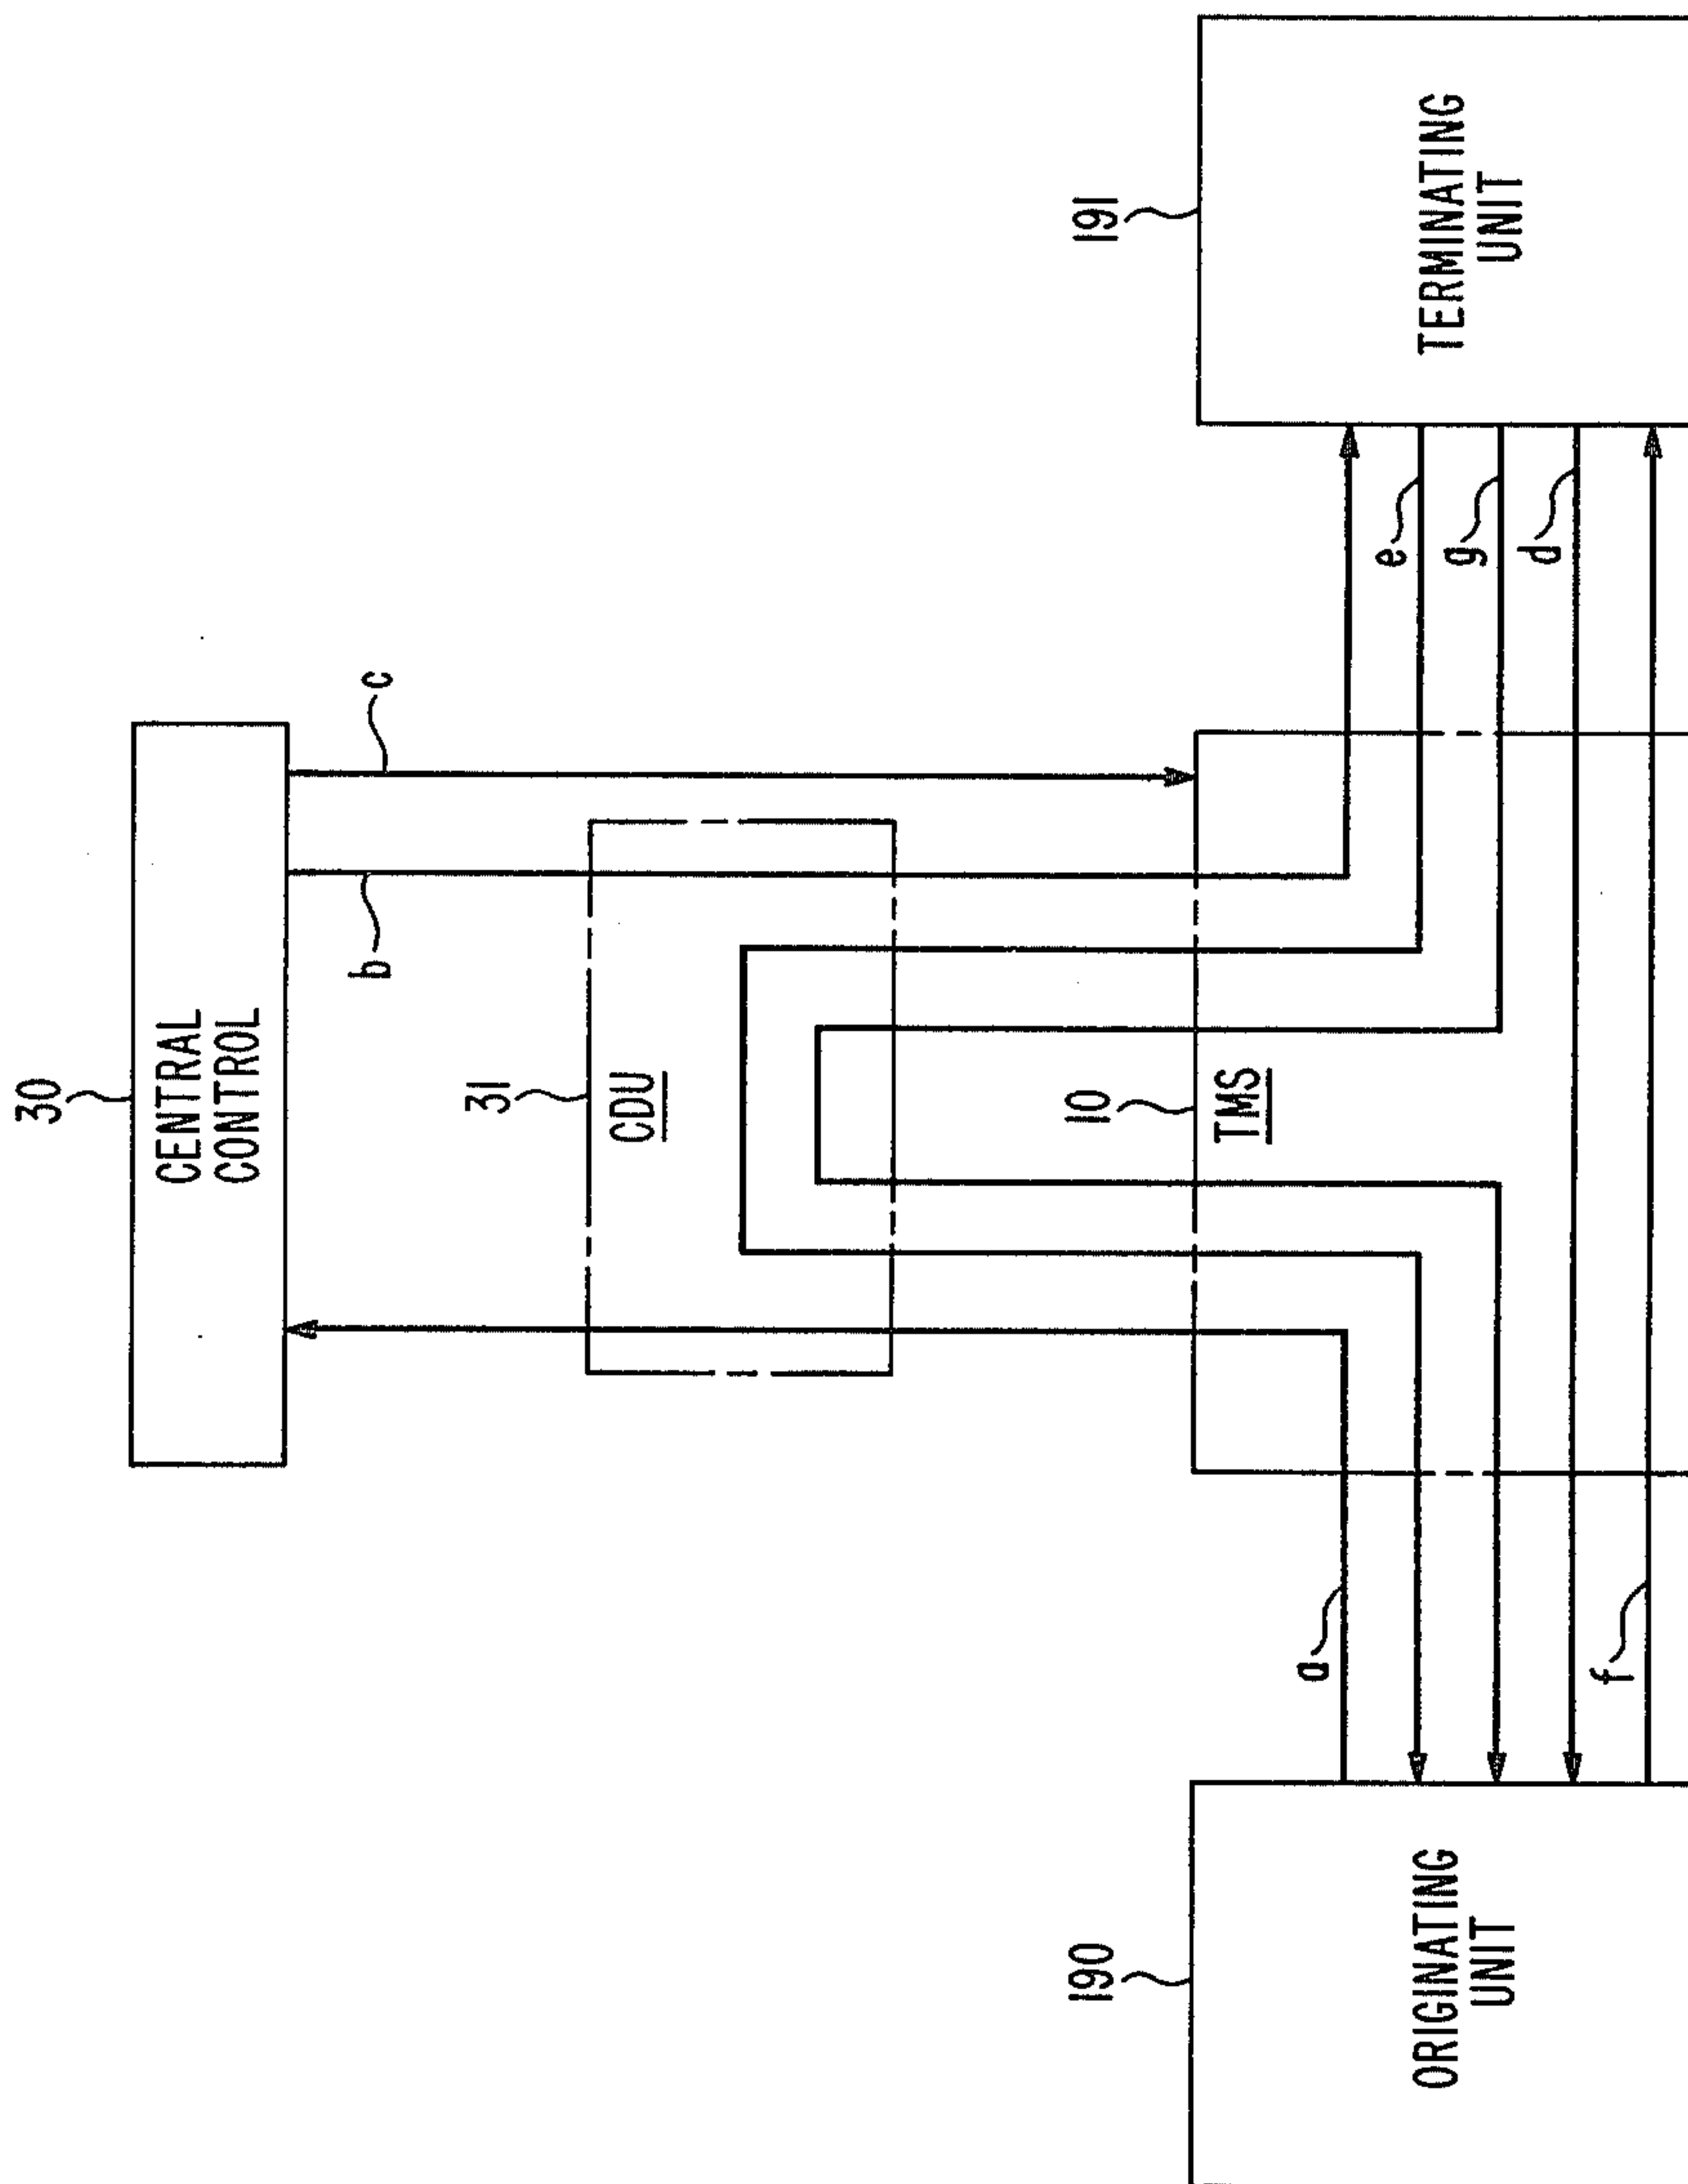 30
CENTRAL
CONTROL
b
c
31
CDU
10
TMS
190
ORIGINATING
UNIT
a
f
191
TERMINATING
UNIT
e
g
d